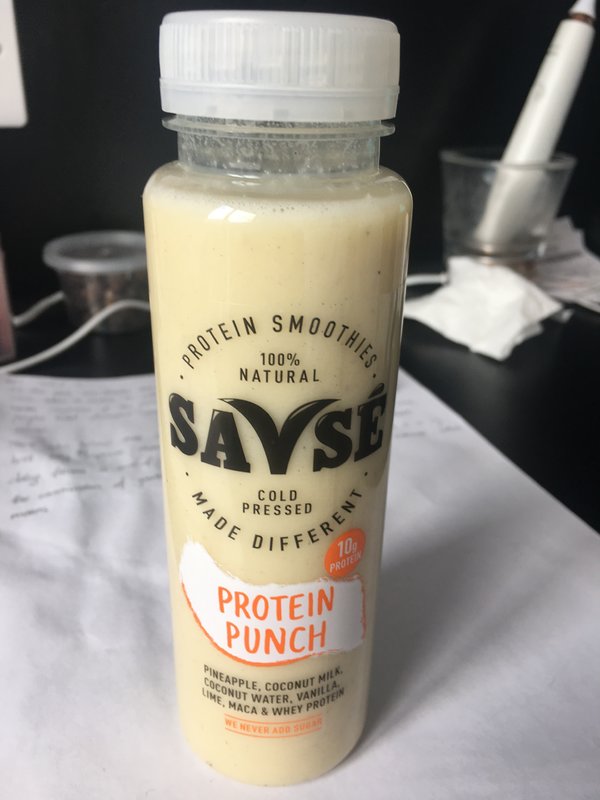 PROTEIN SMOOTHIES
100%
NATURAL
SAVSÉ
COLD
PRESSED
MADE DIFFERENT
10g
PROTEIN
PROTEIN
PUNCH
PINEAPPLE, COCONUT MILK,
COCONUT WATER, VANILLA,
LIME, MACA & WHEY PROTEIN
WE NEVER ADD SUGAR